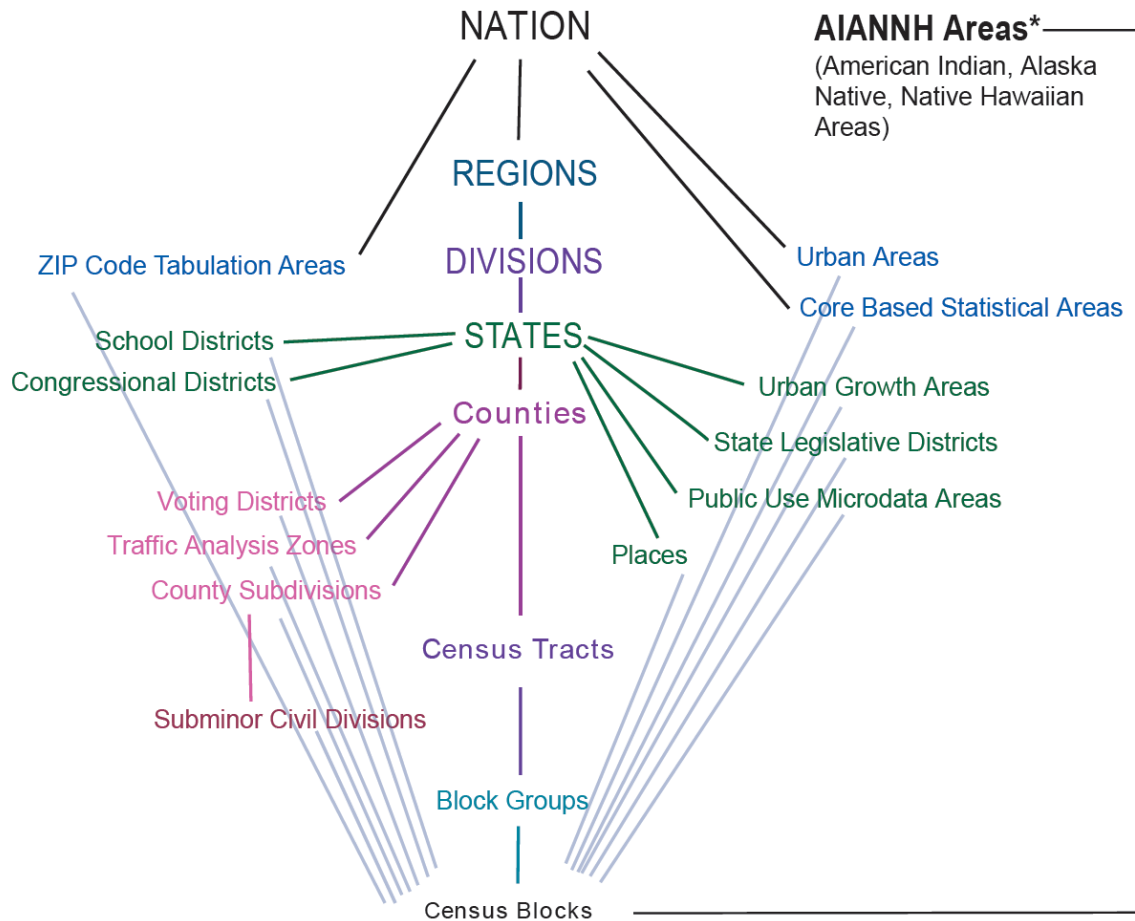 NATION
AIANNH Areas*
(American Indian, Alaska
Native, Native Hawaiian
Areas)
REGIONS
ZIP Code Tabulation Areas
DIVISIONS
Urban Areas
Core Based Statistical Areas
School Districts
STATES
Congressional Districts
Urban Growth Areas
Counties
State Legislative Districts
Voting Districts
Public Use Microdata Areas
Traffic Analysis Zones
Places
County Subdivisions
Census Tracts
Subminor Civil Divisions
Block Groups
Census Blocks